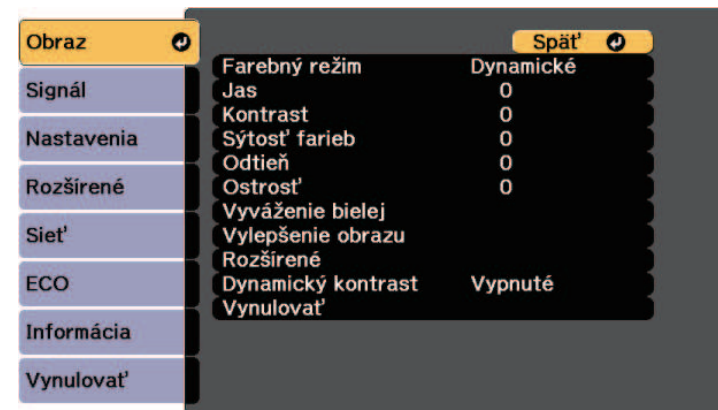 Obraz
Signál
Nastavenia
Rozšírené
Sieť
ECO
Informácia
Vynulovať
Späť
Farebný režim Dynamické
Jas 0
Kontrast 0
Sýtosť farieb 0
Odtieň 0
Ostrosť 0
Vyváženie bielej
Vylepšenie obrazu
Rozšírené
Dynamický kontrast Vypnuté
Vynulovať